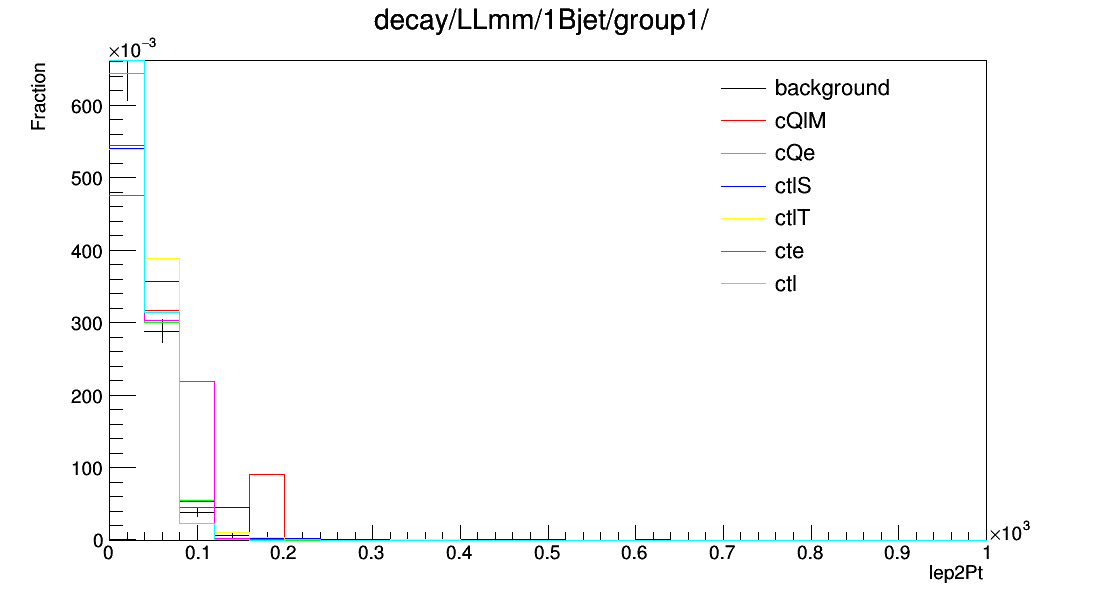 decay/LLmm/1Bjet/group1/
×10⁻³
Fraction
600
500
400
300
200
100
0
background
cQlM
cQe
ctlS
ctlT
cte
ctl
0 0.1 0.2 0.3 0.4 0.5 0.6 0.7 0.8 0.9 1
×10³
lep2Pt